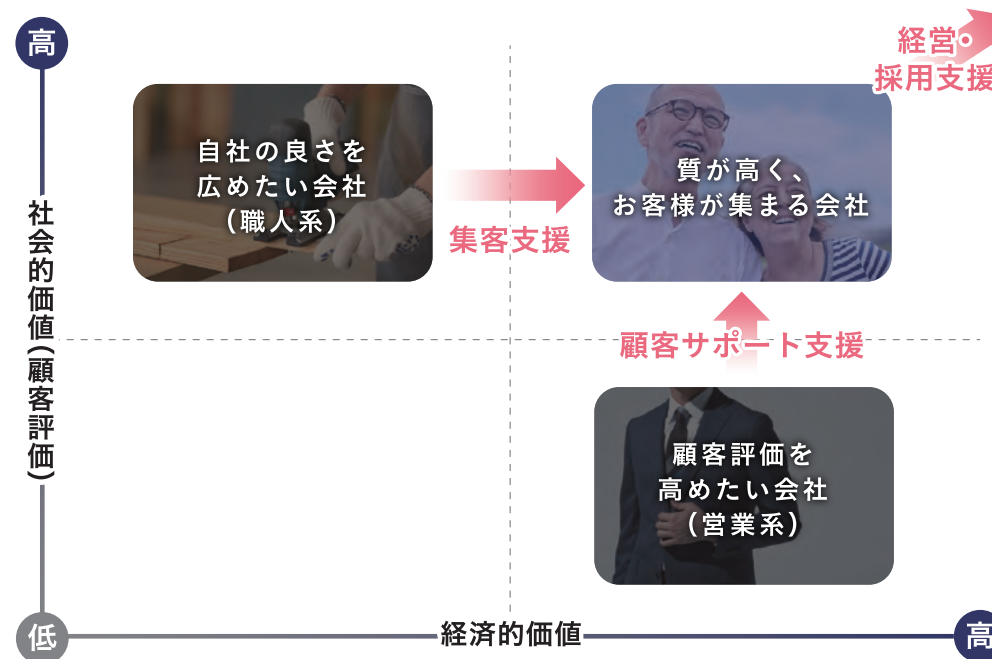 高
経営・
採用支援
自社の良さを
広めたい会社
(職人系)
質が高く、
お客様が集まる会社
集客支援
社会的価値(顧客評価)
顧客サポート支援
顧客評価を
高めたい会社
(営業系)
低
経済的価値
高